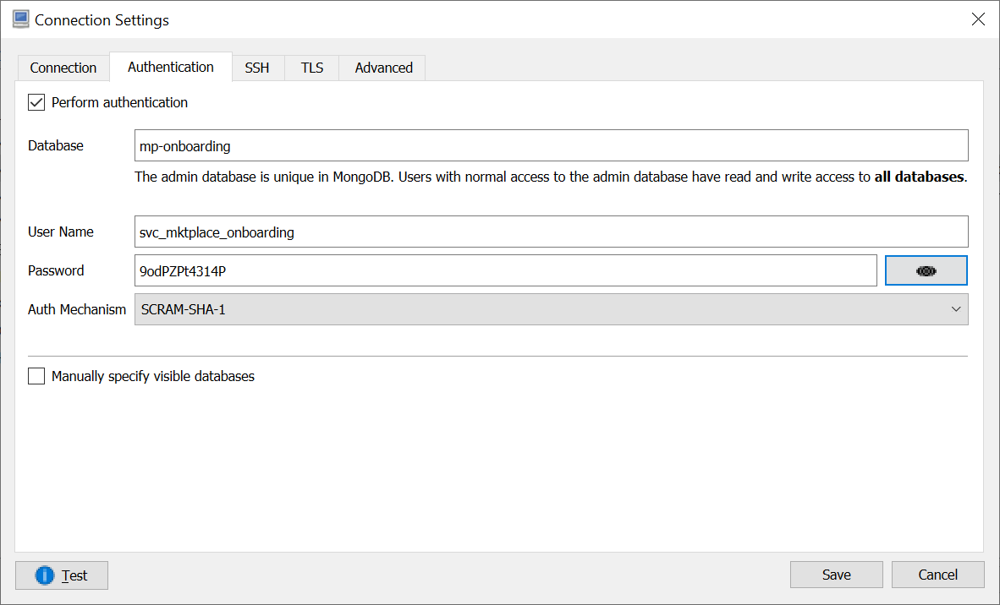 Connection Settings
Connection Authentication SSH TLS Advanced
Perform authentication
Database mp-onboarding
The admin database is unique in MongoDB. Users with normal access to the admin database have read and write access to all databases.
User Name svc_mktplace_onboarding
Password 9odPZPt4314P
Auth Mechanism SCRAM-SHA-1
Manually specify visible databases
Test Save Cancel